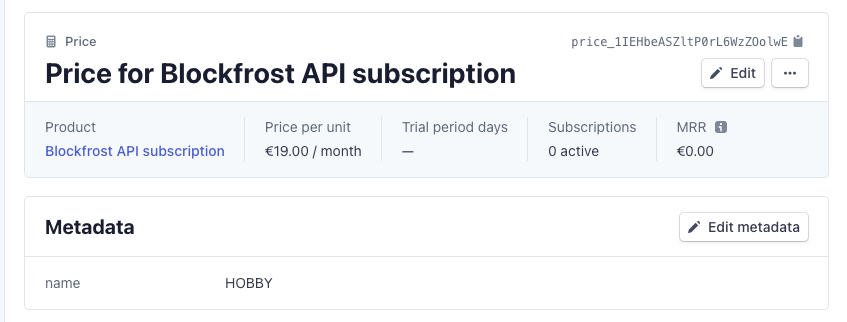 Price
price_1IEHbeASZltP0rL6WzZOolwE
Price for Blockfrost API subscription
Edit
Product
Price per unit
Trial period days
Subscriptions
MRR
Blockfrost API subscription
€19.00 / month
—
0 active
€0.00
Metadata
Edit metadata
name
HOBBY